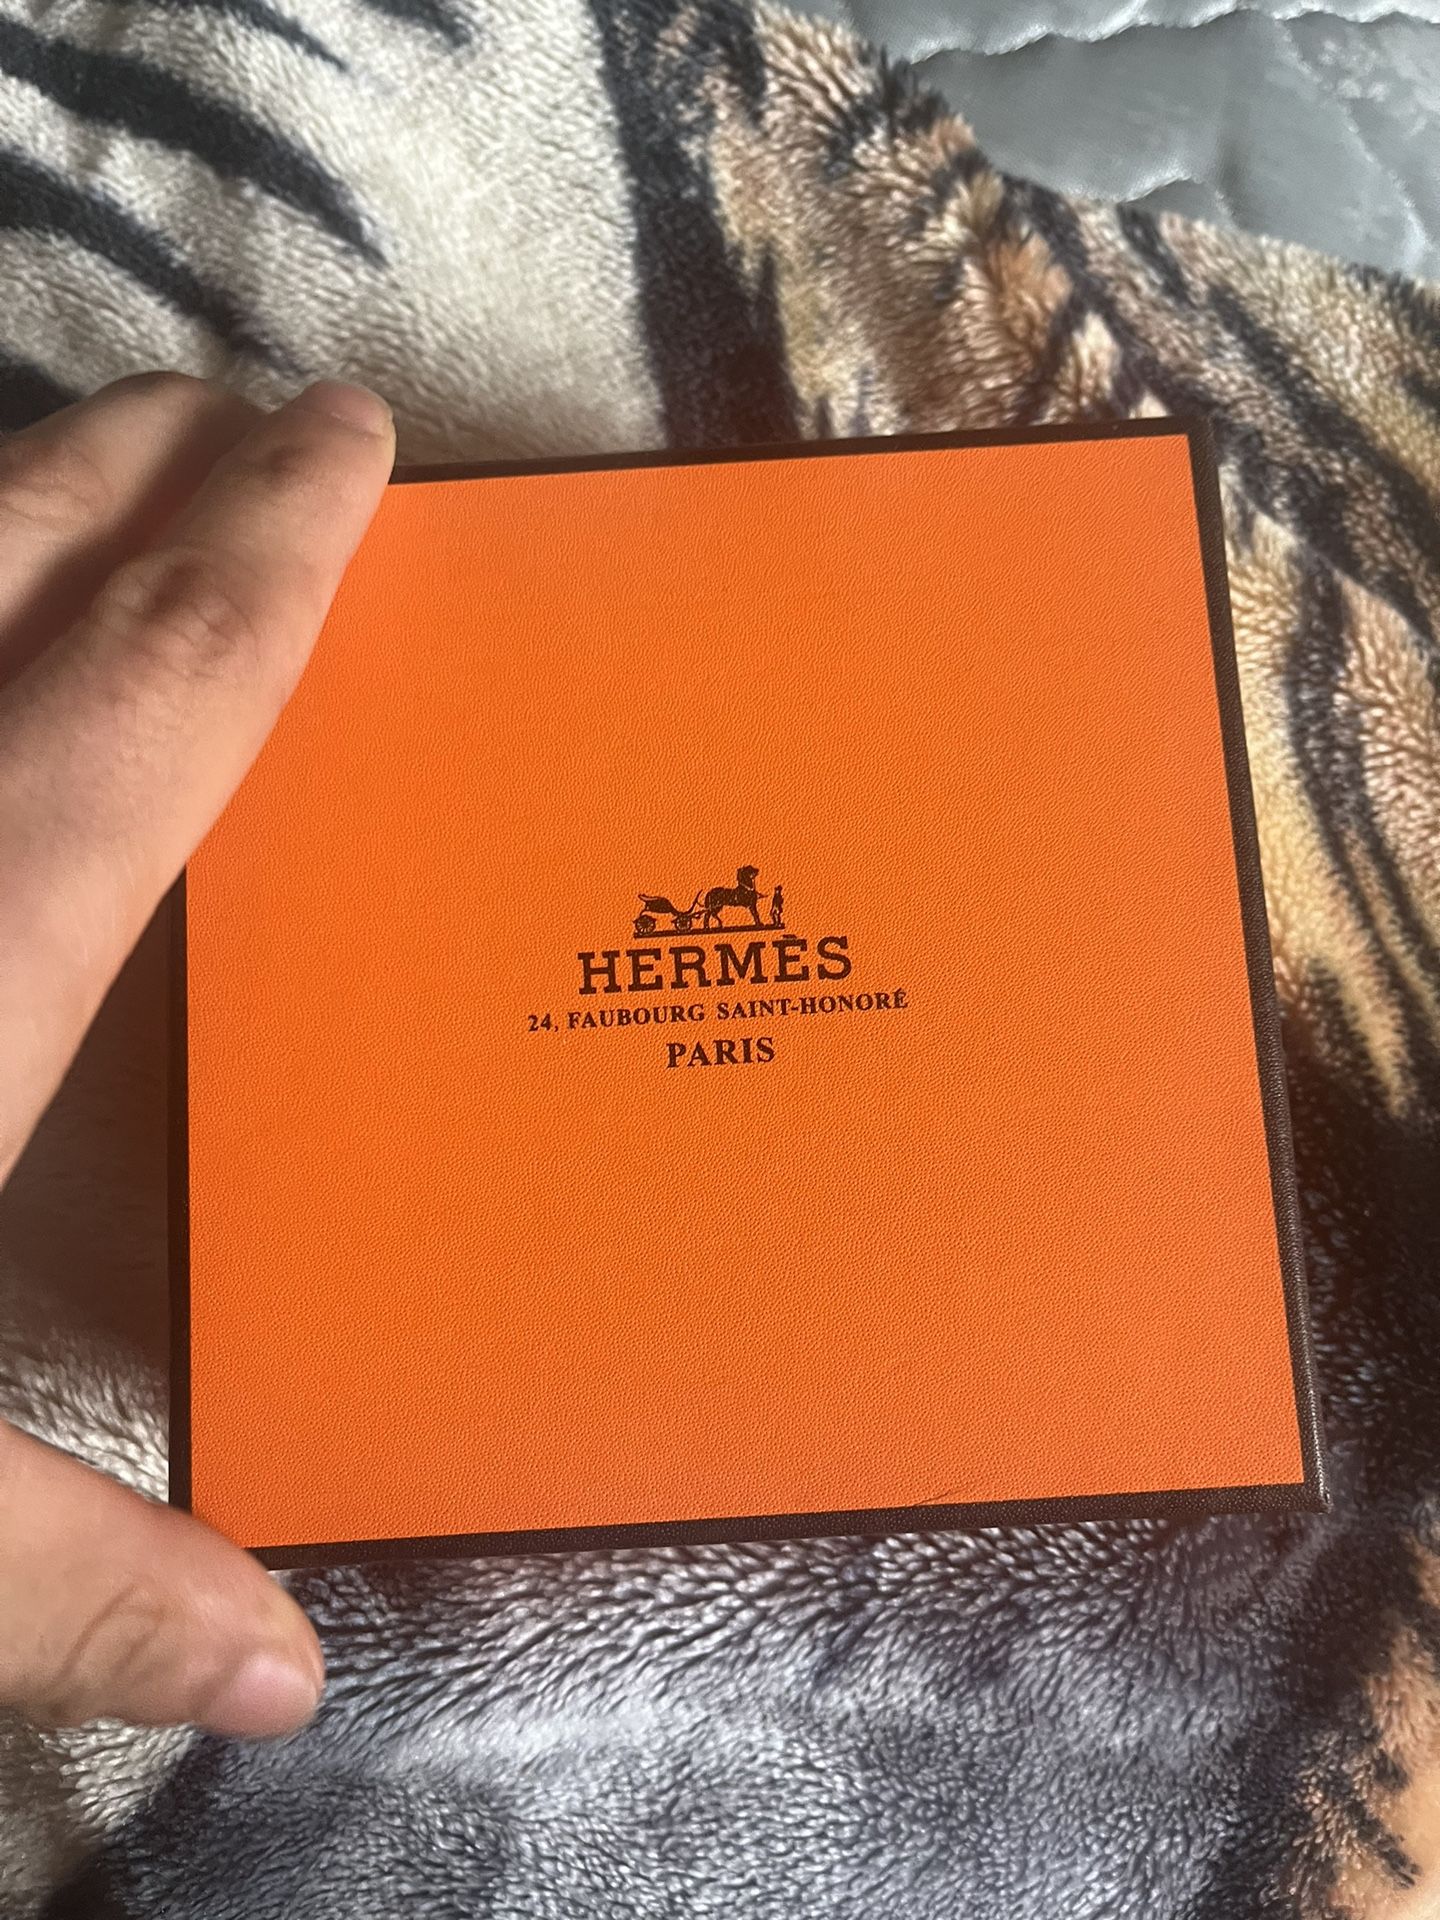 HERMÈS
24, FAUBOURG SAINT-HONORÉ
PARIS